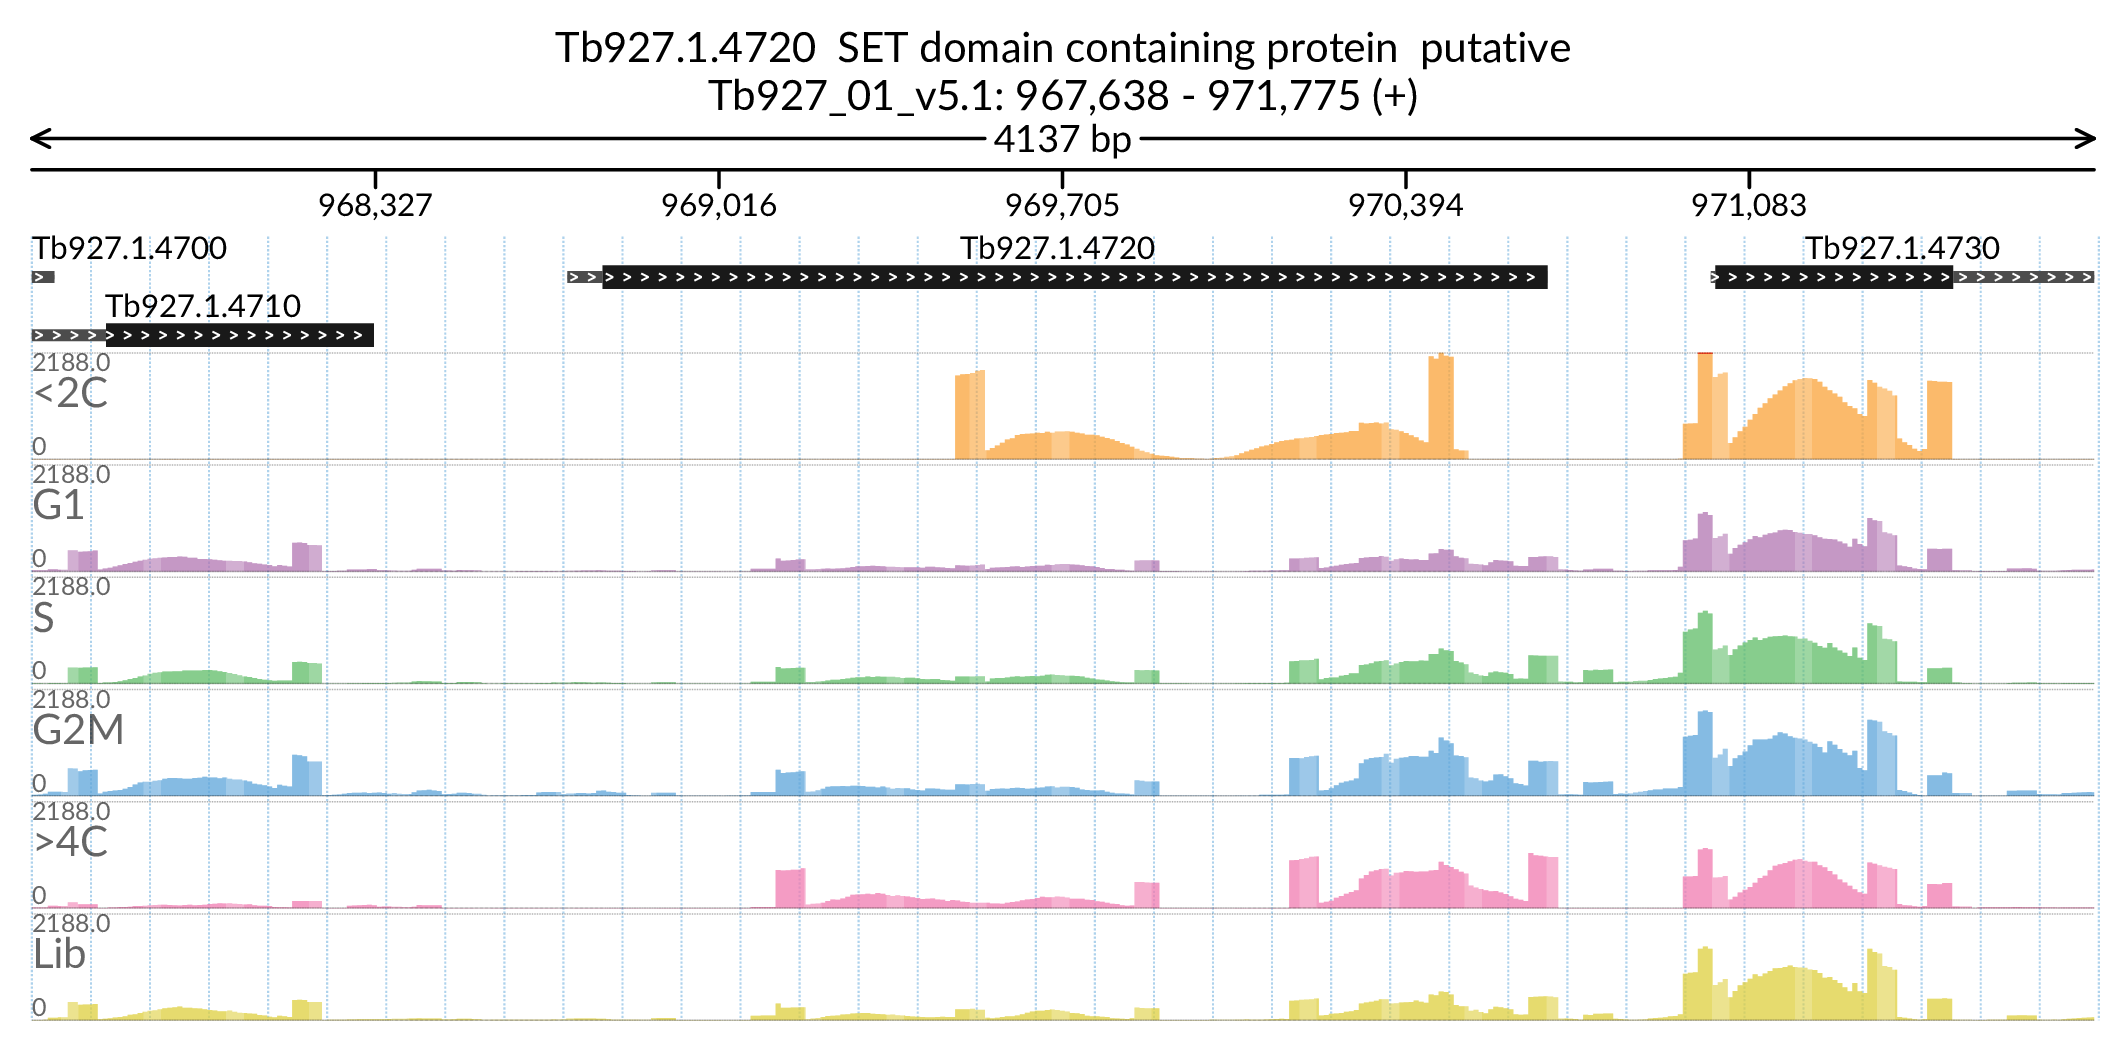 Tb927.1.4720  SET domain containing protein  putative
Tb927_01_v5.1: 967,638 - 971,775 (+)
4137 bp
968,327 969,016 969,705 970,394 971,083
Tb927.1.4700 Tb927.1.4720 Tb927.1.4730
Tb927.1.4710
2188.0
<2C
0
2188.0
G1
0
2188.0
S
0
2188.0
G2M
0
2188.0
>4C
0
2188.0
Lib
0